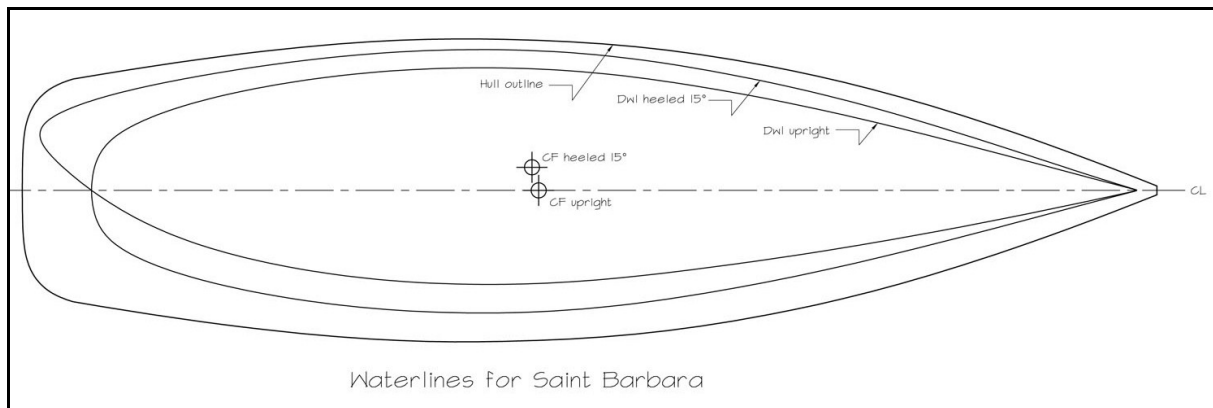 Hull outline
Dwl heeled 15°
Dwl upright
CF heeled 15°
CL
CF upright
Waterlines for Saint Barbara